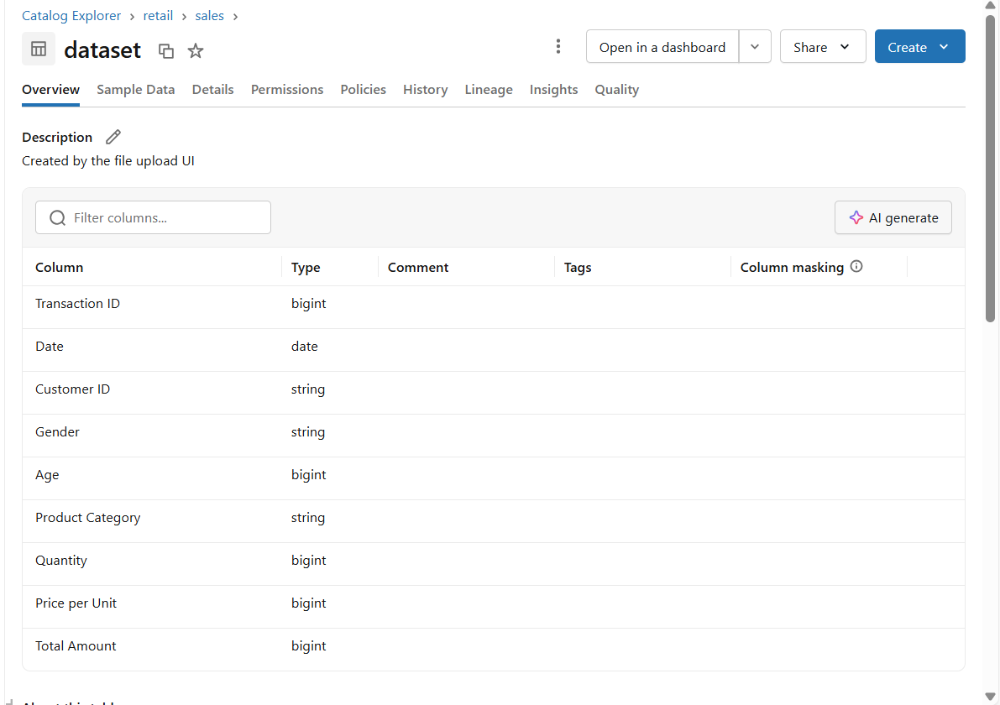 Catalog Explorer > retail > sales >
dataset
Open in a dashboard
Share
Create
Overview Sample Data Details Permissions Policies History Lineage Insights Quality
Description
Created by the file upload UI
Filter columns...
AI generate
Column Type Comment Tags Column masking
Transaction ID bigint
Date date
Customer ID string
Gender string
Age bigint
Product Category string
Quantity bigint
Price per Unit bigint
Total Amount bigint